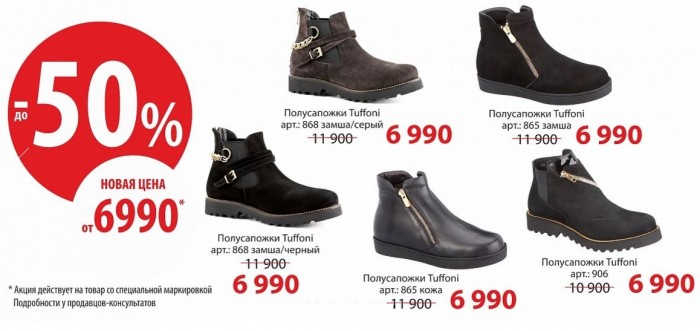 до
-50%
НОВАЯ ЦЕНА
от 6990*
* Акция действует на товар со специальной маркировкой
Подробности у продавцов-консультатов
Полусапожки Tuffoni
арт.: 868 замша/серый
11 900 6 990
Полусапожки Tuffoni
арт.: 865 замша
11 900 6 990
Полусапожки Tuffoni
арт.: 868 замша/черный
11 900
6 990
Полусапожки Tuffoni
арт.: 865 кожа
11 900 6 990
Полусапожки Tuffoni
арт.: 906
10 900 6 990